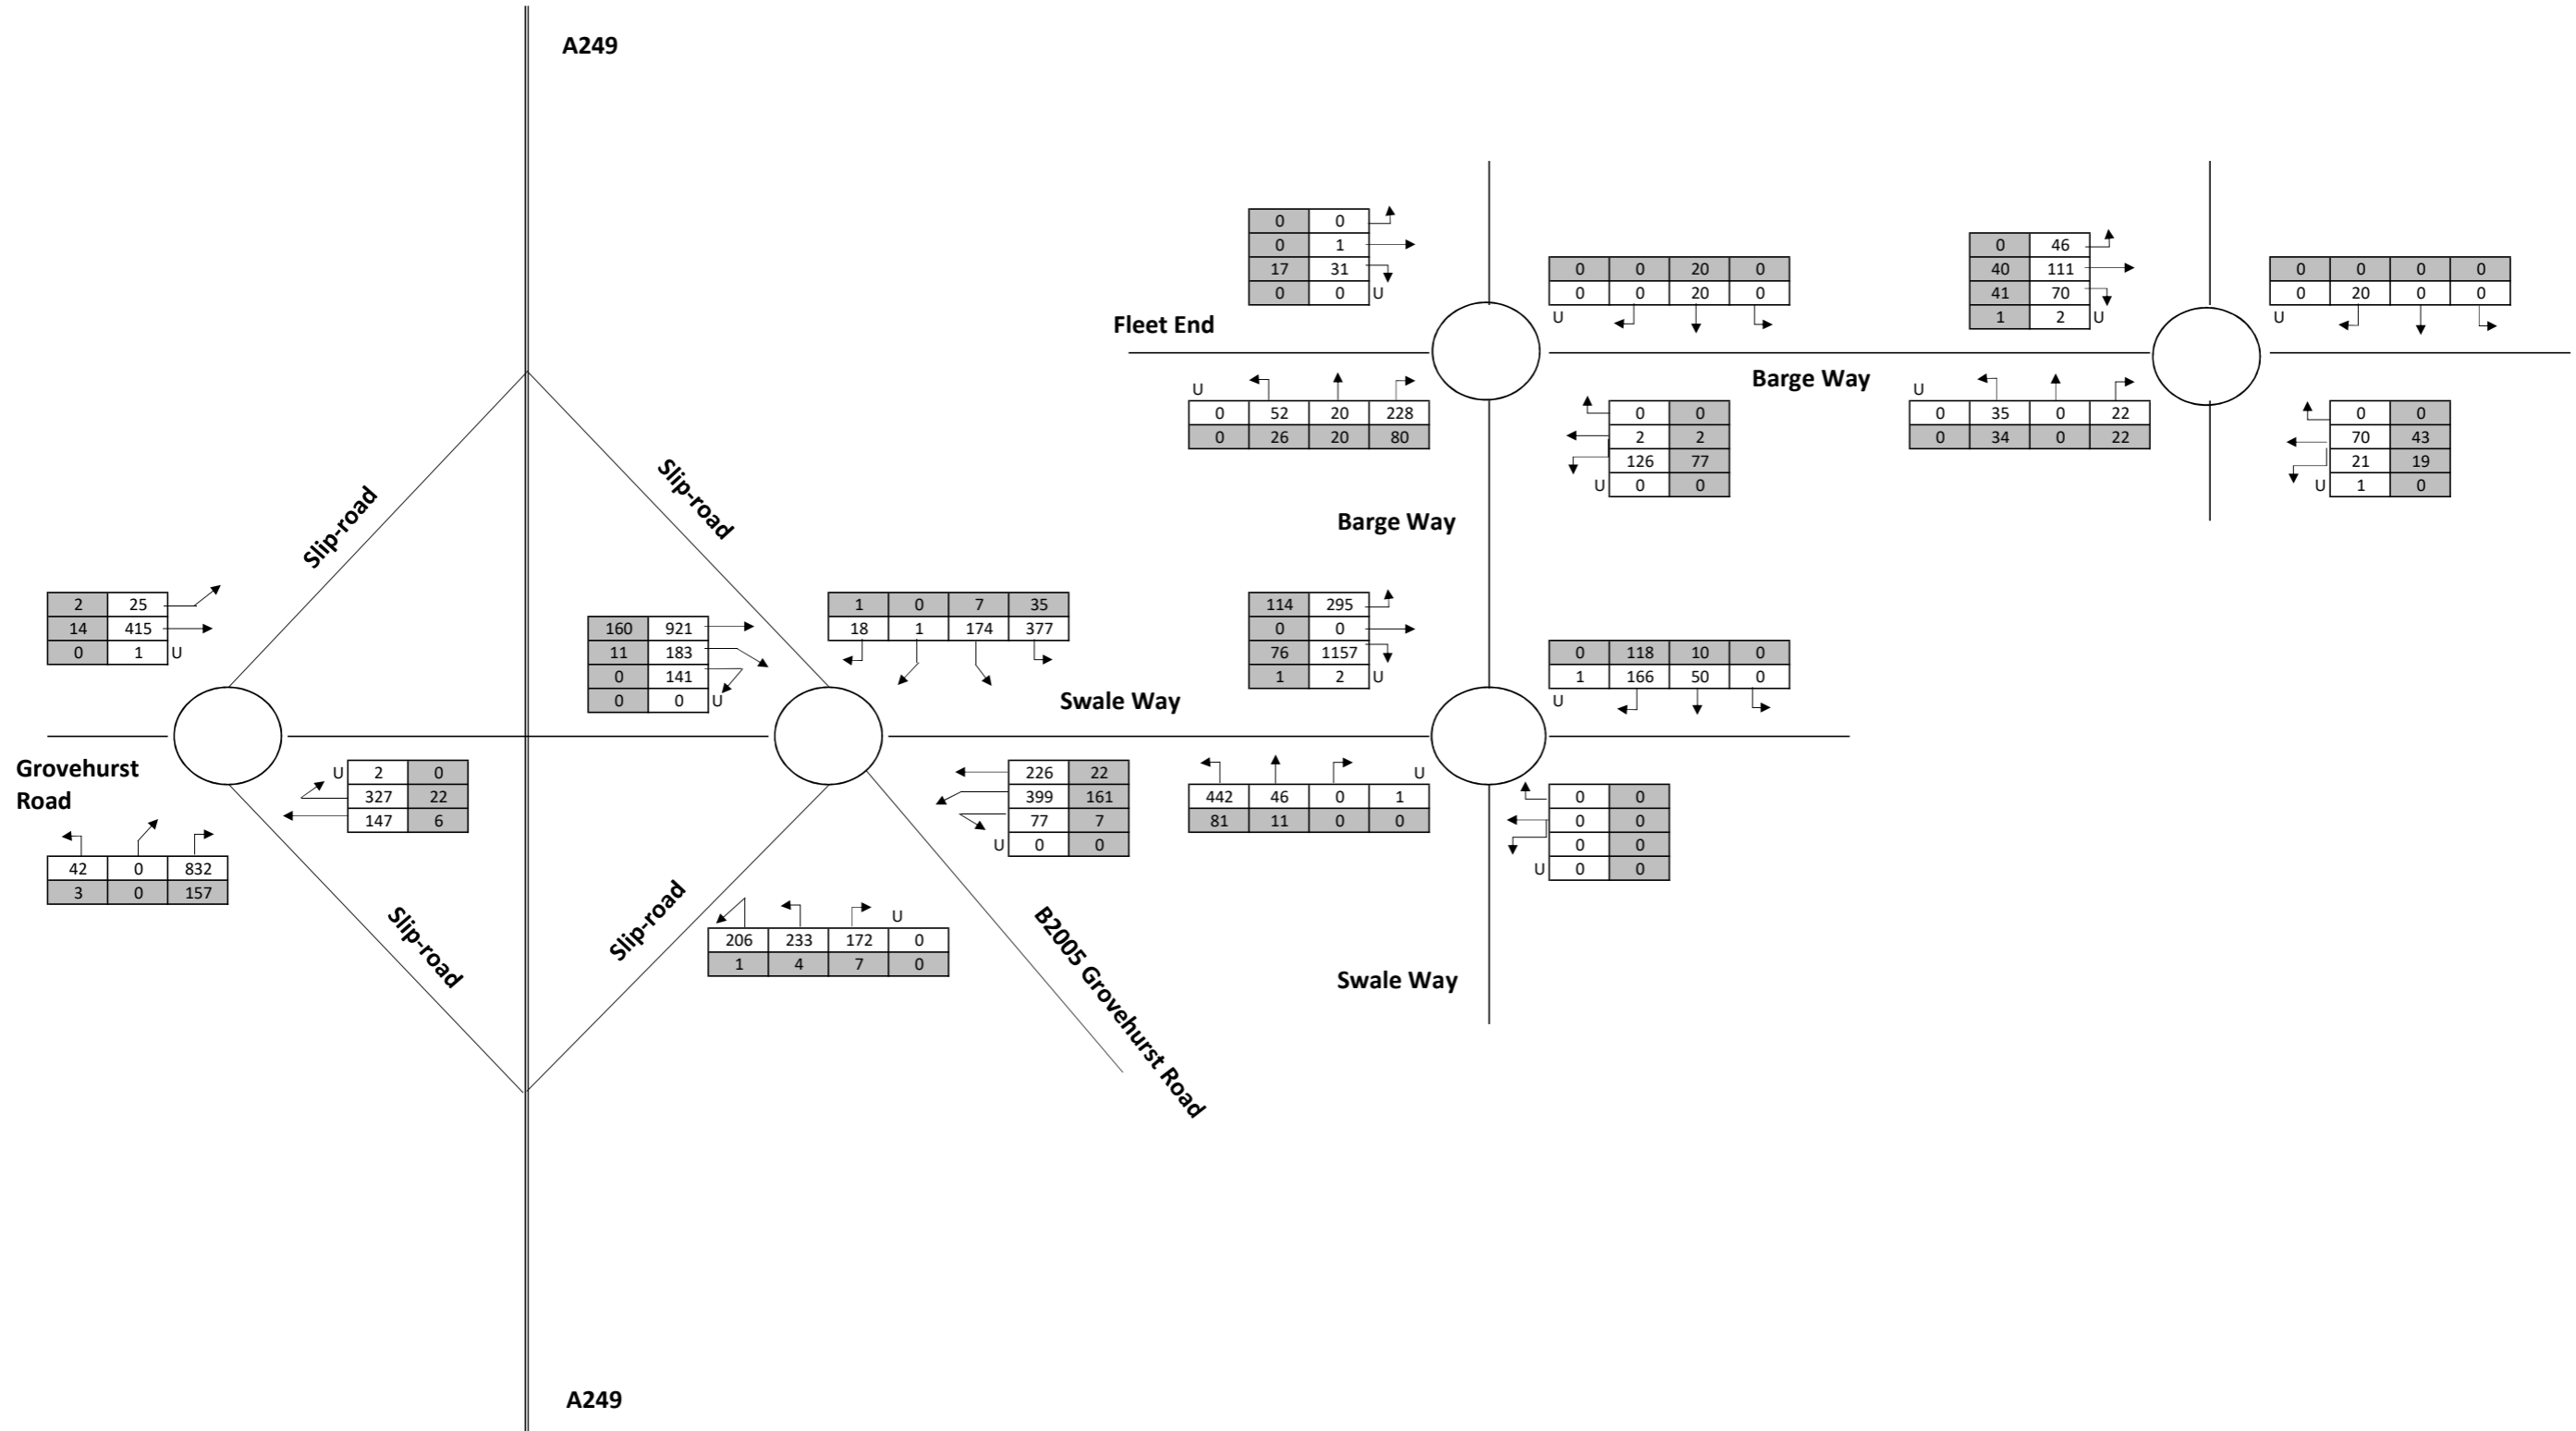 A249
0 0
0 1
17 31
0 0 U
0 0 20 0
0 0 20 0
U
0 46
40 111
41 70
1 2 U
0 0 0 0
0 20 0 0
U
Fleet End
Barge Way
U
0 52 20 228
0 26 20 80
0 0
2 2
126 77
U 0 0
U
0 35 0 22
0 34 0 22
0 0
70 43
21 19
U 1 0
Slip-road
Slip-road
Barge Way
2 25
14 415
0 1 U
160 921
11 183
0 141
0 0 U
1 0 7 35
18 1 174 377
114 295
0 0
76 1157
1 2 U
0 118 10 0
1 166 50 0
U
Swale Way
Grovehurst
Road
U 2 0
327 22
147 6
226 22
399 161
77 7
U 0 0
U
442 46 0 1
81 11 0 0
0 0
0 0
0 0
U 0 0
42 0 832
3 0 157
Slip-road
Slip-road
U
206 233 172 0
1 4 7 0
B2005 Grovehurst Road
Swale Way
A249